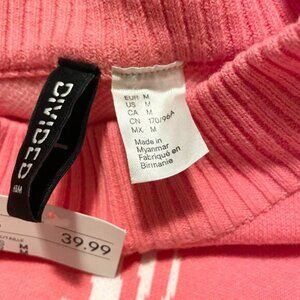 DIVIDED
EUR M
US M
CA M
CN 170/96A
MX M
Made in
Myanmar
Fabriqué en
Birmanie
39.99
M